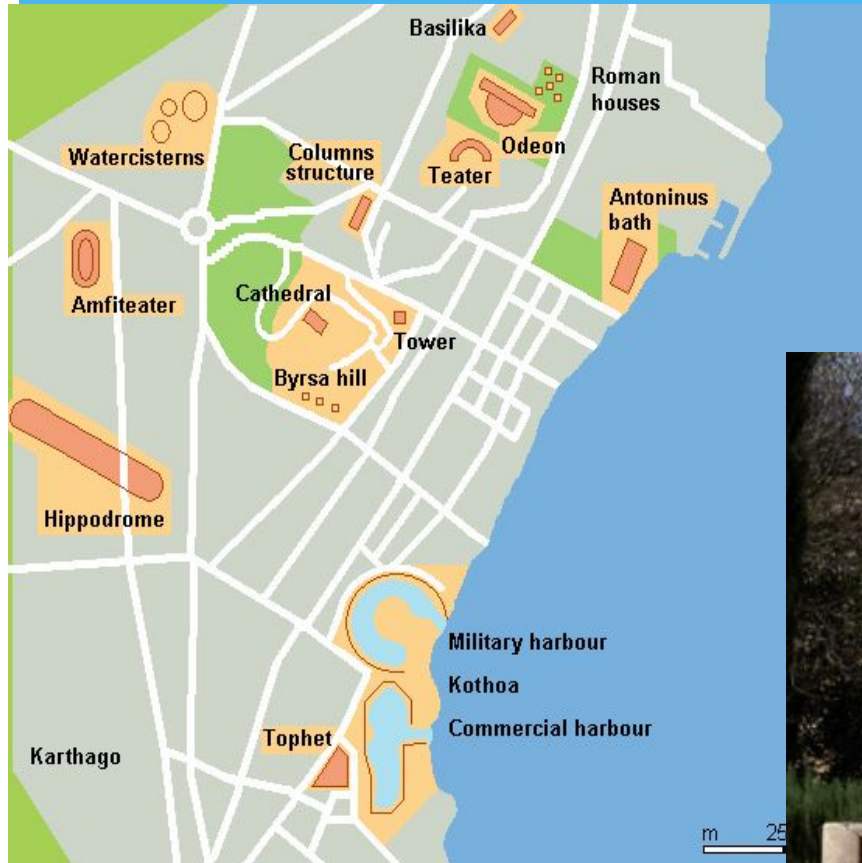 Basilika
Roman
houses
Odeon
Watercisterns
Columns
structure
Teater
Antoninus
bath
Amfiteater
Cathedral
Tower
Byrsa hill
Hippodrome
Military harbour
Kothoa
Commercial harbour
Tophet
Karthago
m